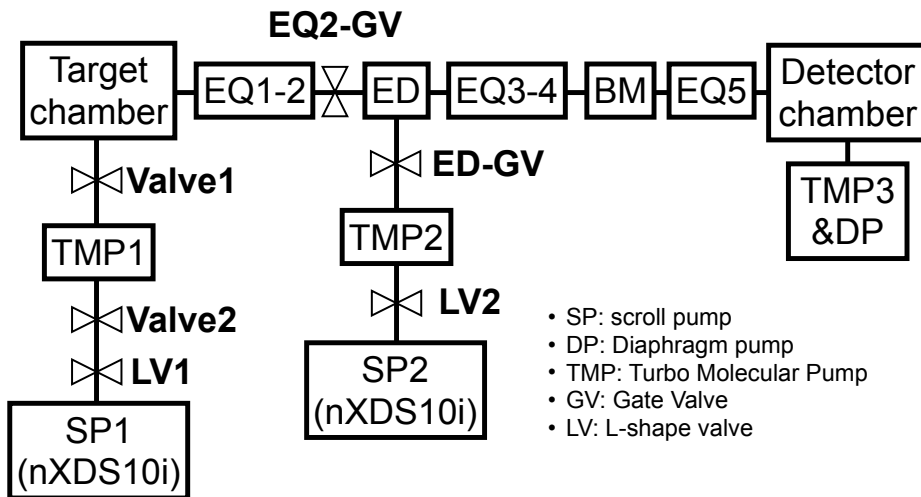 EQ2-GV
Target
chamber
EQ1-2
ED
EQ3-4
BM
EQ5
Detector
chamber
Valve1
ED-GV
TMP3
&DP
TMP1
TMP2
Valve2
LV2
LV1
SP1
(nXDS10i)
SP2
(nXDS10i)
• SP: scroll pump
• DP: Diaphragm pump
• TMP: Turbo Molecular Pump
• GV: Gate Valve
• LV: L-shape valve